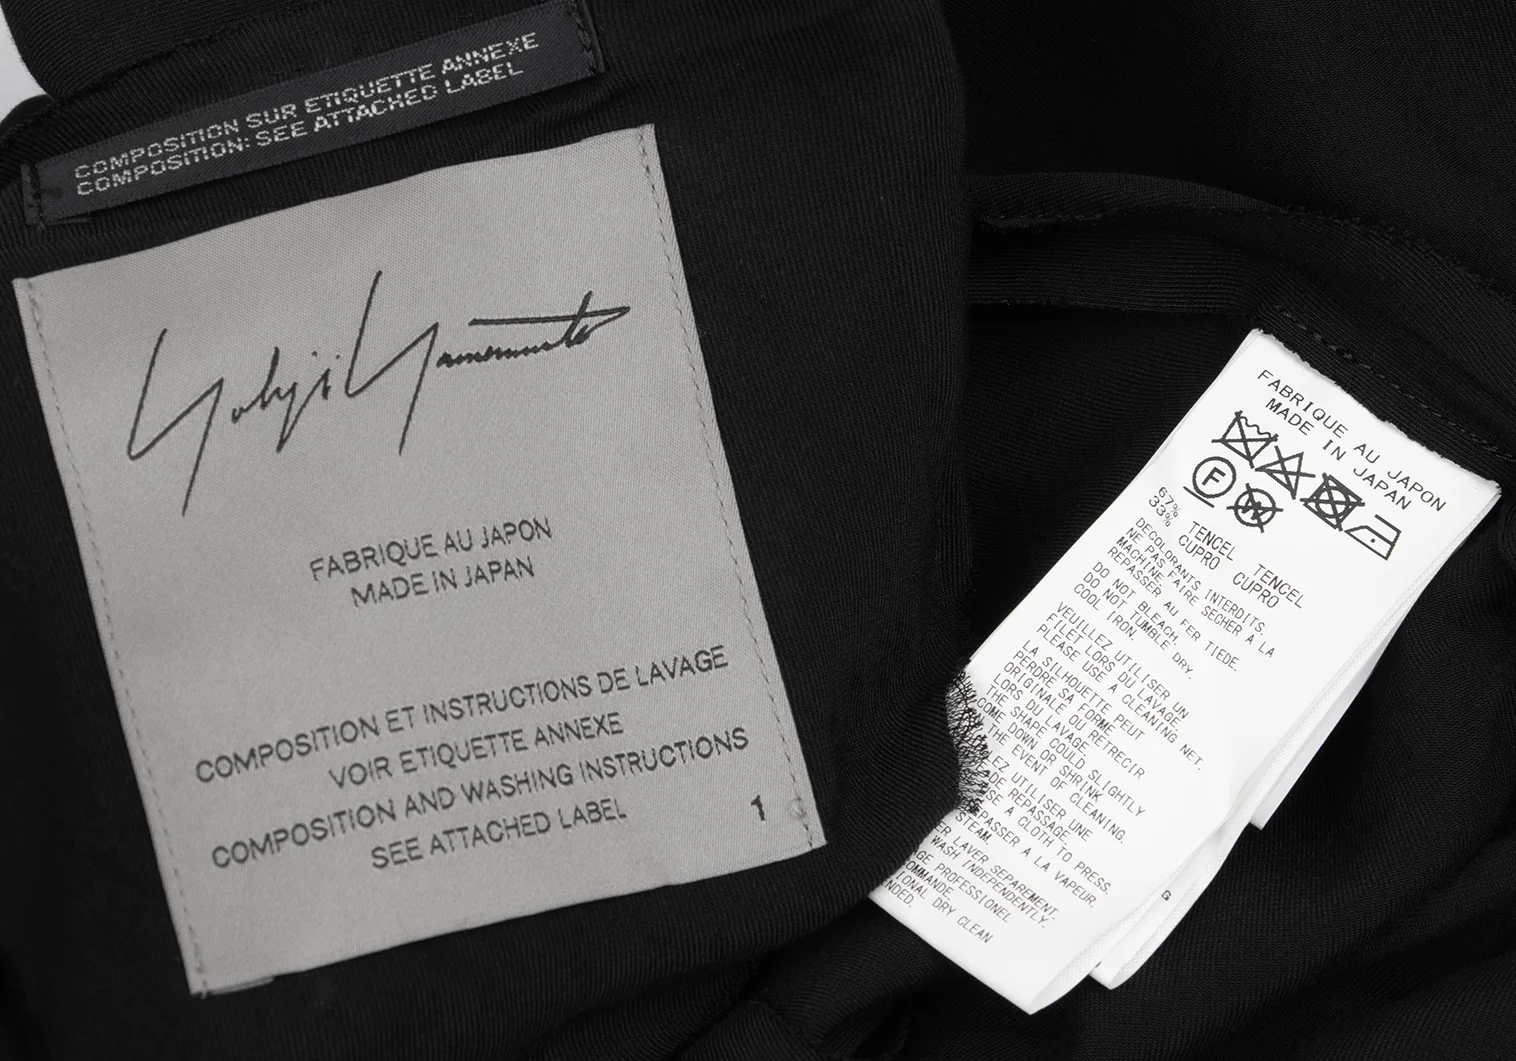 COMPOSITION SUR ETIQUETTE ANNEXE
COMPOSITION: SEE ATTACHED LABEL
Yohji Yamamoto
FABRIQUE AU JAPON
MADE IN JAPAN
COMPOSITION ET INSTRUCTIONS DE LAVAGE
VOIR ETIQUETTE ANNEXE
COMPOSITION AND WASHING INSTRUCTIONS
SEE ATTACHED LABEL
1
FABRIQUE AU JAPON
MADE IN JAPAN
F
67% TENCEL TENCEL
33% CUPRO CUPRO
DECOLORANTS INTERDITS.
NE PAS FAIRE SECHER A LA
MACHINE.
REPASSER AU FER TIEDE.
DO NOT BLEACH.
DO NOT TUMBLE DRY.
COOL IRON.
VEUILLEZ UTILISER UN
FILET LORS DU LAVAGE
PLEASE USE A CLEANING NET.
LA SILHOUETTE PEUT
PERDRE SA FORME
ORIGINALE OU RETRECIR
LORS DU LAVAGE.
THE SHAPE COULD SLIGHTLY
COME DOWN OR SHRINK
THE EVENT OF CLEANING.
UTILISER UNE
REPASSAGE.
A CLOTH TO PRESS.
A LA VAPEUR.
STEAM.
LAVER SEPAREMENT.
WASH INDEPENDENTLY.
PROFESSIONEL
DRY CLEAN
G